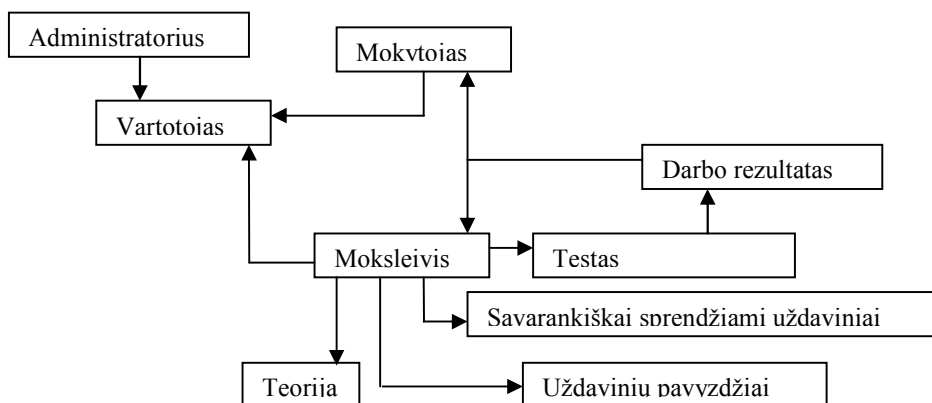 Administratorius
Mokytojas
Vartotojas
Darbo rezultatas
Moksleivis
Testas
Savarankiškai sprendžiami uždaviniai
Teorija
Uždavinių pavyzdžiai